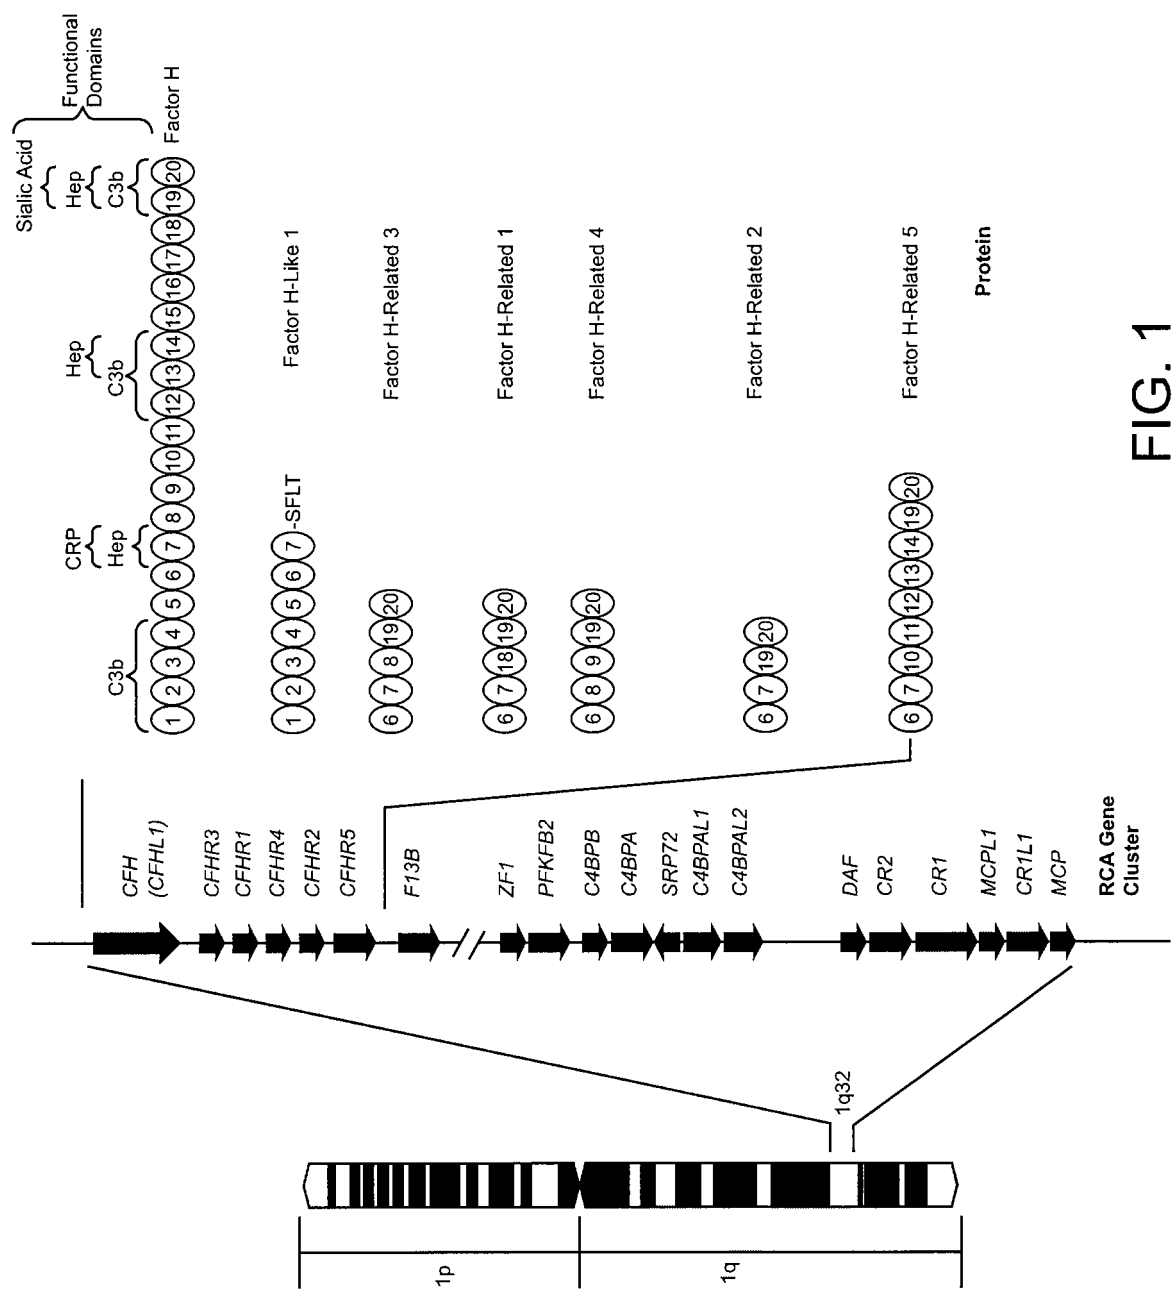 Sialic Acid
Hep
C3b
Hep
C3b
CRP
Hep
C3b
Functional
Domains
1 2 3 4 5 6 7 8 9 10 11 12 13 14 15 16 17 18 19 20
Factor H
1 2 3 4 5 6 7 -SFLT
Factor H-Like 1
6 7 8 19 20
Factor H-Related 3
6 7 18 19 20
Factor H-Related 1
6 8 9 19 20
Factor H-Related 4
6 7 19 20
Factor H-Related 2
6 7 10 11 12 13 14 19 20
Factor H-Related 5
Protein
CFH
(CFHL1)
CFHR3
CFHR1
CFHR4
CFHR2
CFHR5
F13B
ZF1
PFKFB2
C4BPB
C4BPA
SRP72
C4BPAL1
C4BPAL2
DAF
CR2
CR1
MCPL1
CR1L1
MCP
RCA Gene
Cluster
1q32
1p
1q
FIG. 1